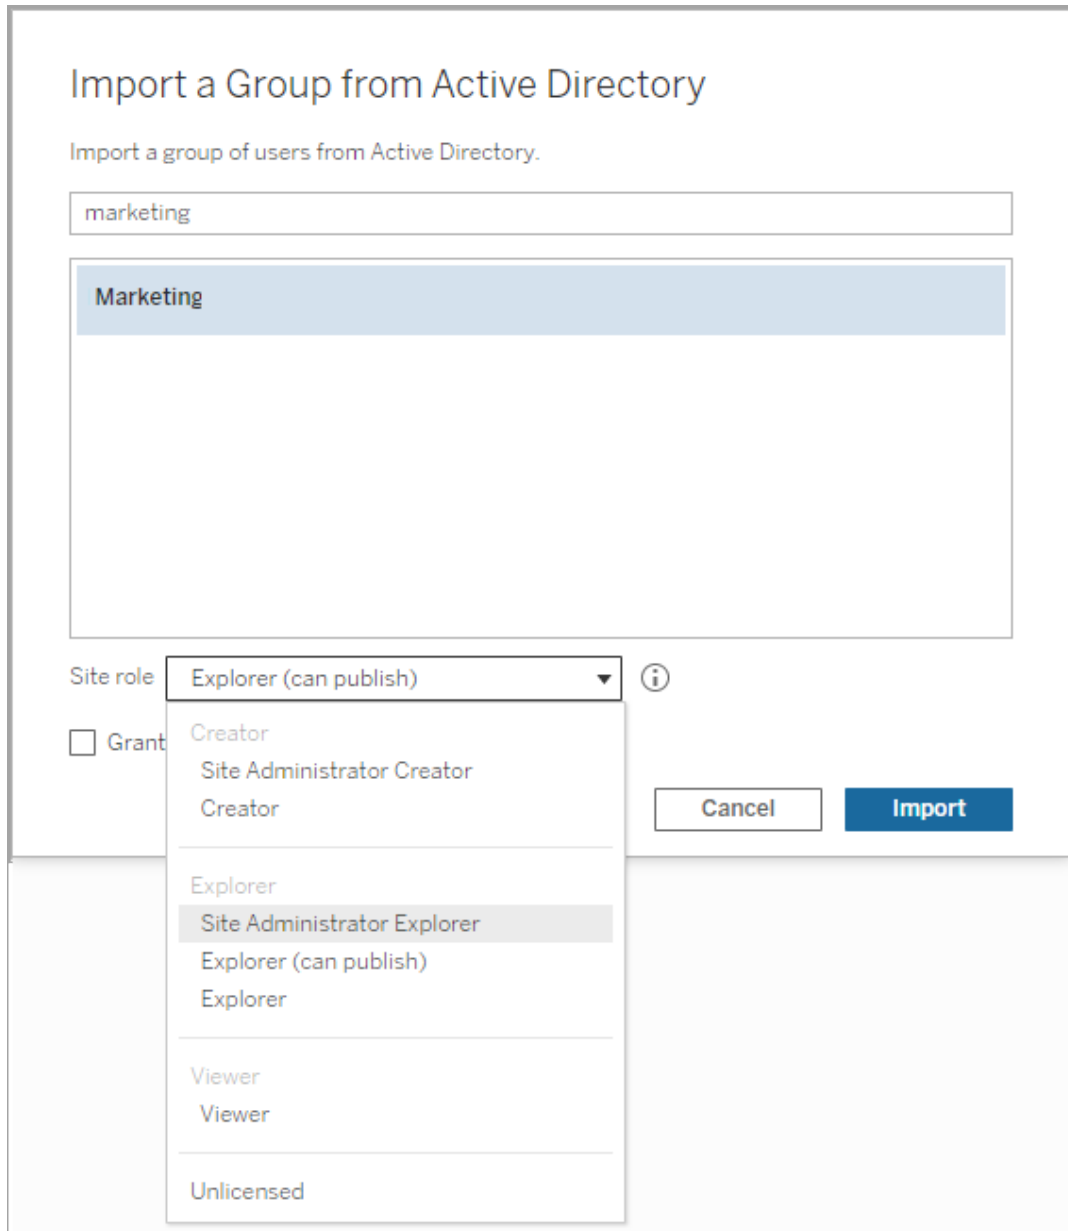 Import a Group from Active Directory
Import a group of users from Active Directory.
marketing
Marketing
Site role Explorer (can publish)
Grant
Creator
Site Administrator Creator
Creator
Cancel Import
Explorer
Site Administrator Explorer
Explorer (can publish)
Explorer
Viewer
Viewer
Unlicensed